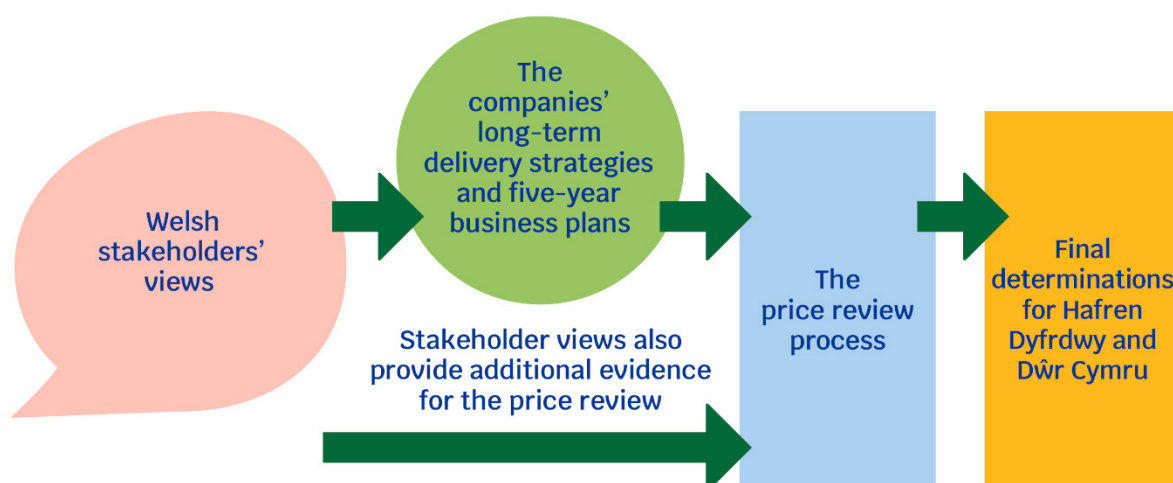 Welsh
stakeholders’
views
The
companies’
long-term
delivery strategies
and five-year
business plans
Stakeholder views also
provide additional evidence
for the price review
The
price review
process
Final
determinations
for Hafren
Dyfrdwy and
Dŵr Cymru